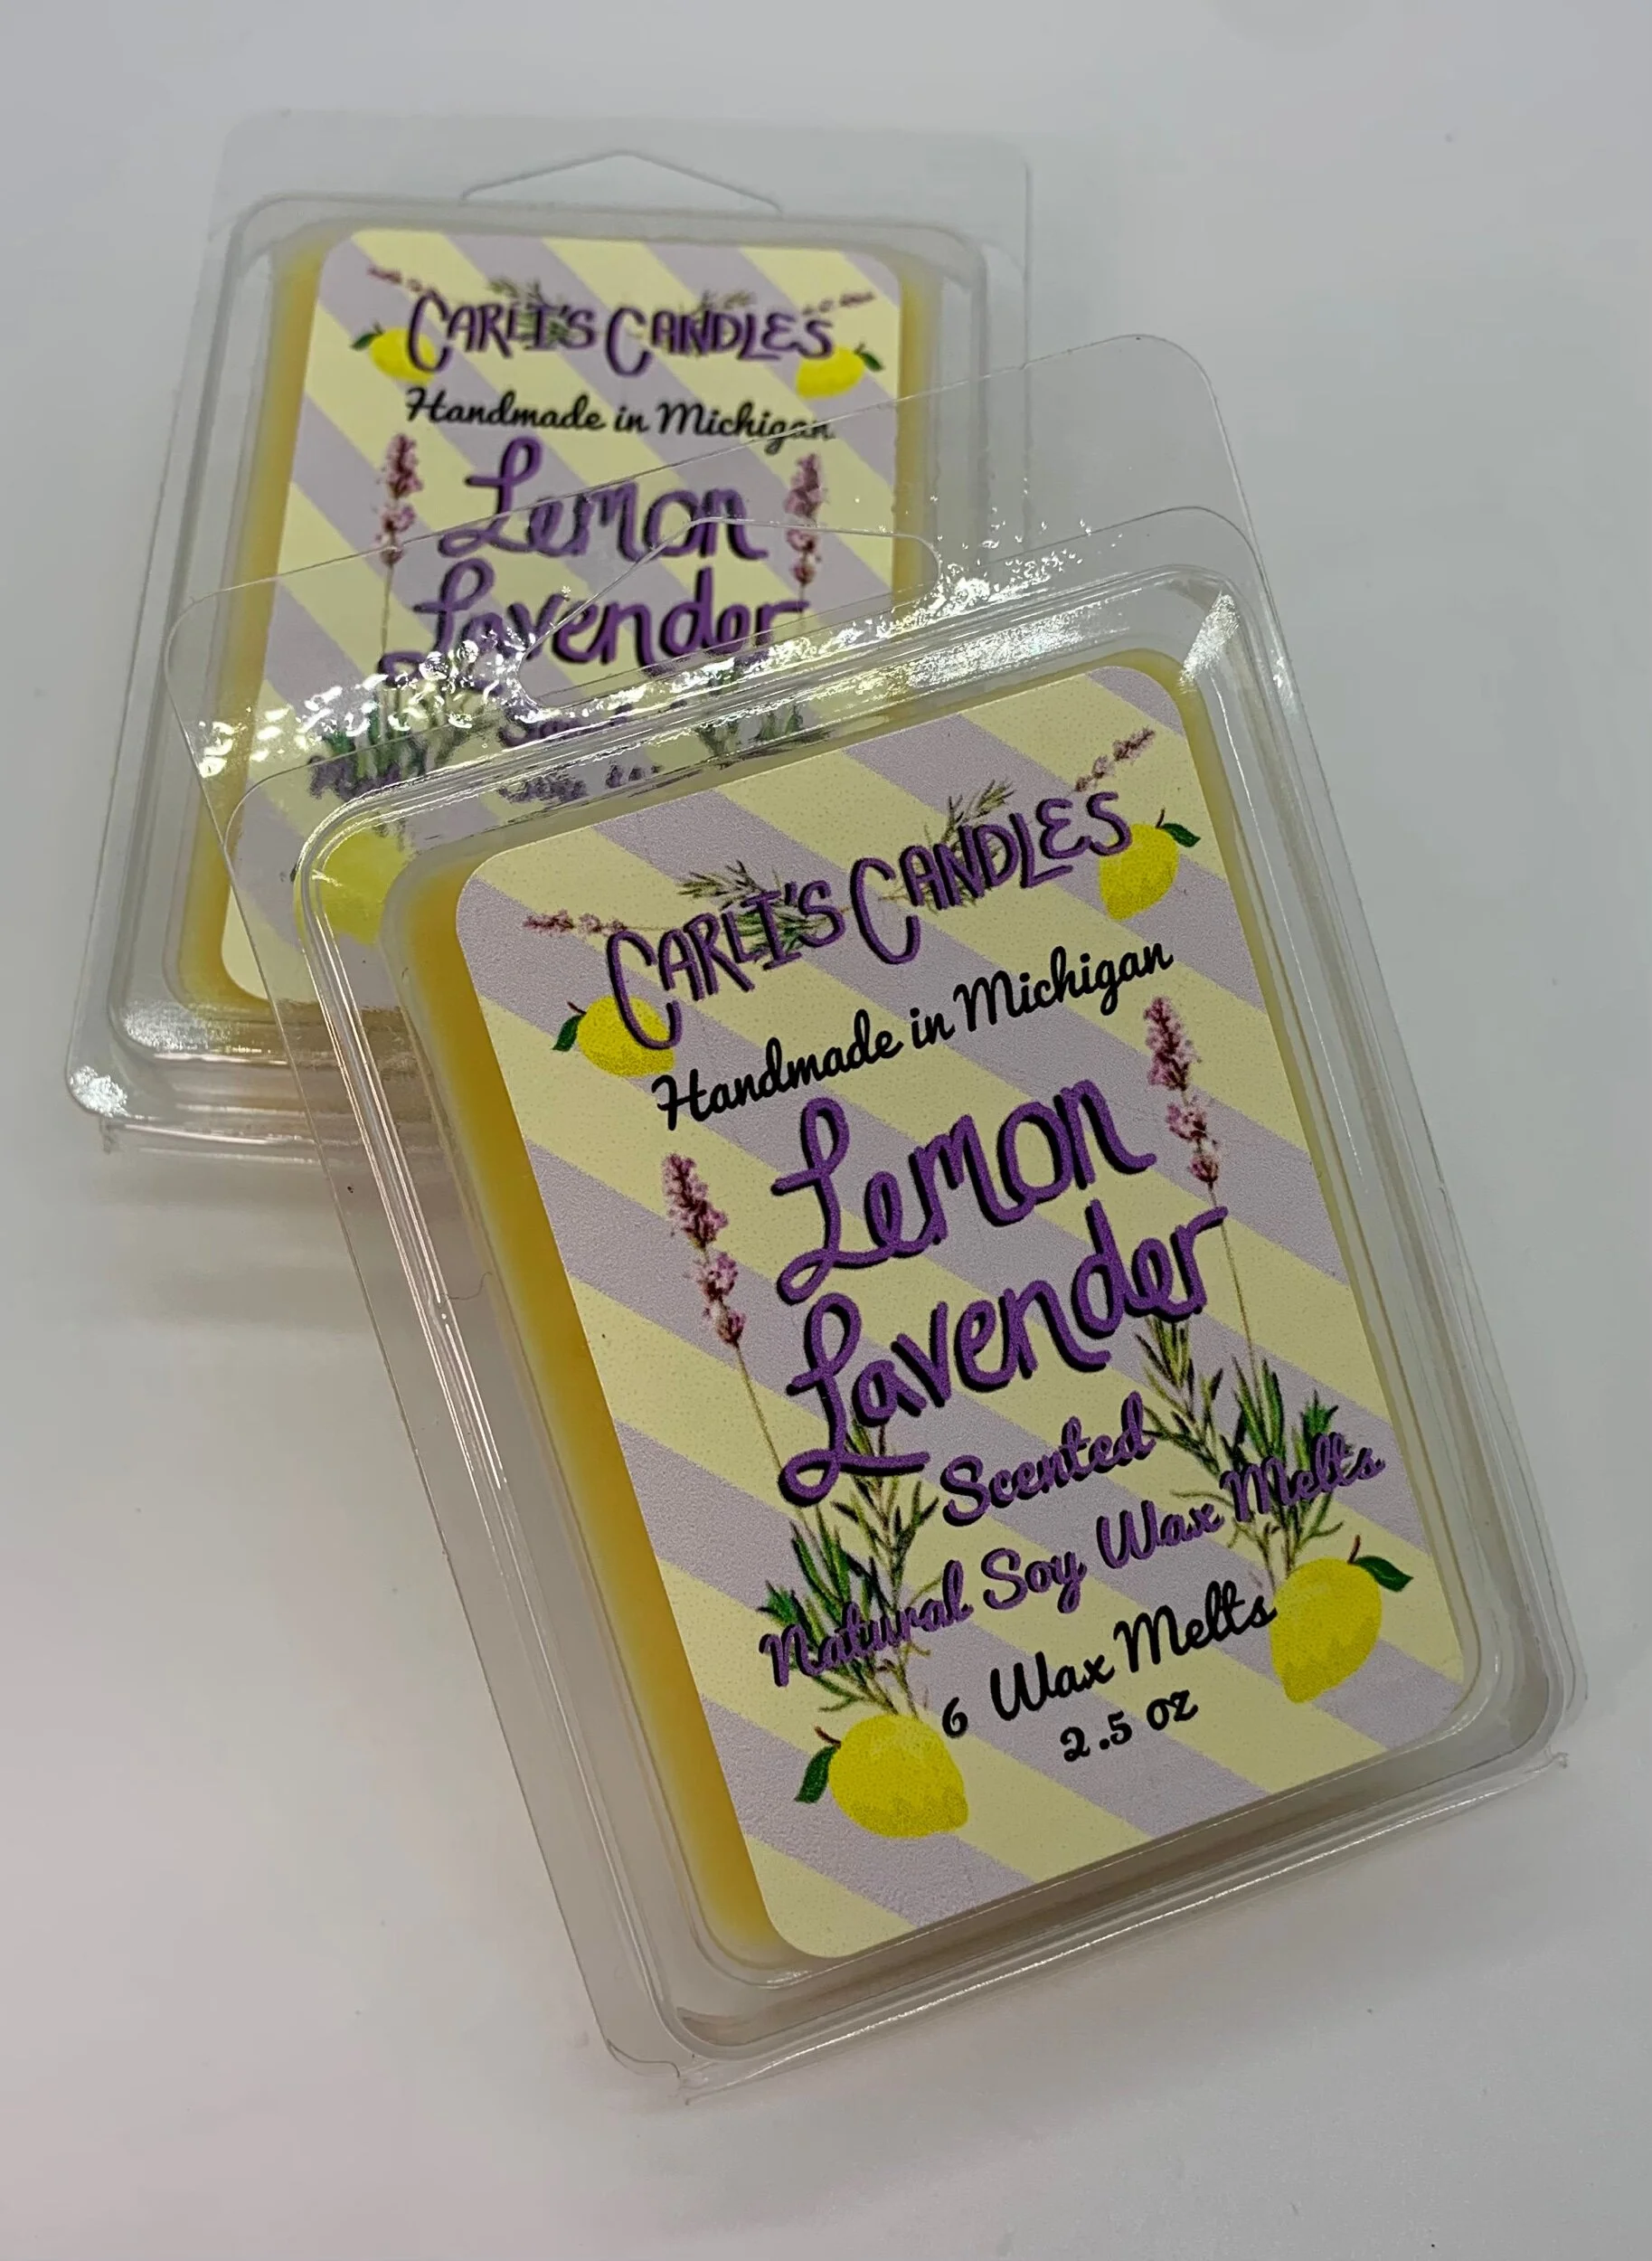 CARLI'S CANDLES
Handmade in Michigan
Lemon
Lavender
CARLI'S CANDLES
Handmade in Michigan
Lemon
Lavender
Scented
Natural Soy Wax Melts
6 Wax Melts
2.5 oz